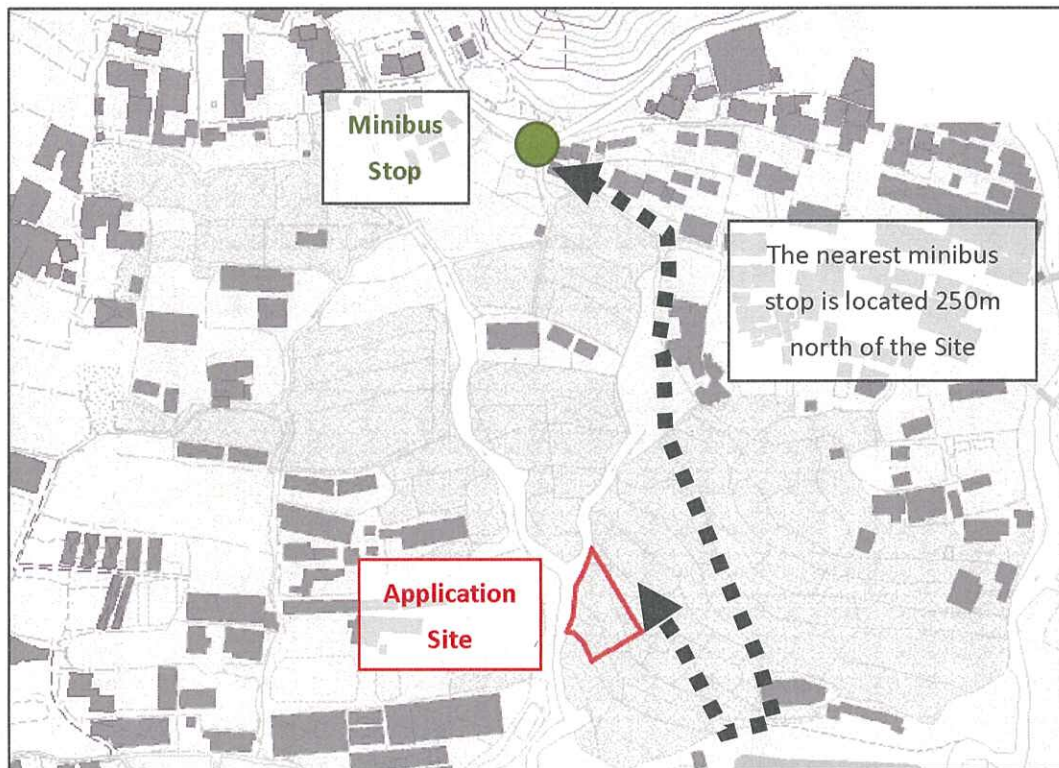 Minibus
Stop
The nearest minibus
stop is located 250m
north of the Site
Application
Site